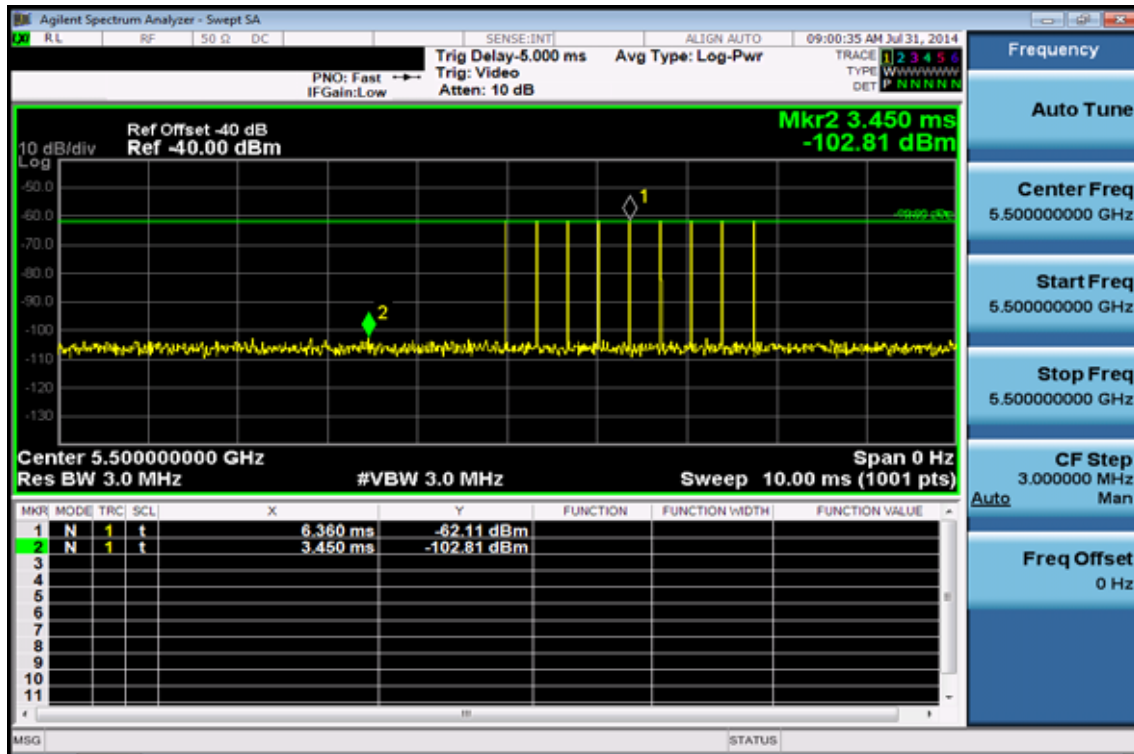 Agilent Spectrum Analyzer - Swept SA
RL RF 50 Ω DC SENSE:INT ALIGN AUTO 09:00:35 AM Jul 31, 2014
Trig Delay-5.000 ms Avg Type: Log-Pwr TRACE 1 2 3 4 5 6
PNO: Fast Trig: Video TYPE WWWWWWW
IFGain:Low Atten: 10 dB DET P N N N N N
Frequency
Auto Tune
Center Freq
5.500000000 GHz
Start Freq
5.500000000 GHz
Stop Freq
5.500000000 GHz
CF Step
3.000000 MHz
Auto Man
Freq Offset
0 Hz
Mkr2 3.450 ms
-102.81 dBm
Ref Offset -40 dB
10 dB/div Ref -40.00 dBm
Log
-50.0
-60.0
-70.0
-80.0
-90.0
-100
-110
-120
-130
1
2
Center 5.500000000 GHz Span 0 Hz
Res BW 3.0 MHz #VBW 3.0 MHz Sweep 10.00 ms (1001 pts)
MKR MODE TRC SCL X Y FUNCTION FUNCTION WIDTH FUNCTION VALUE
1 N 1 t 6.360 ms -62.11 dBm
2 N 1 t 3.450 ms -102.81 dBm
3
4
5
6
7
8
9
10
11
MSG STATUS